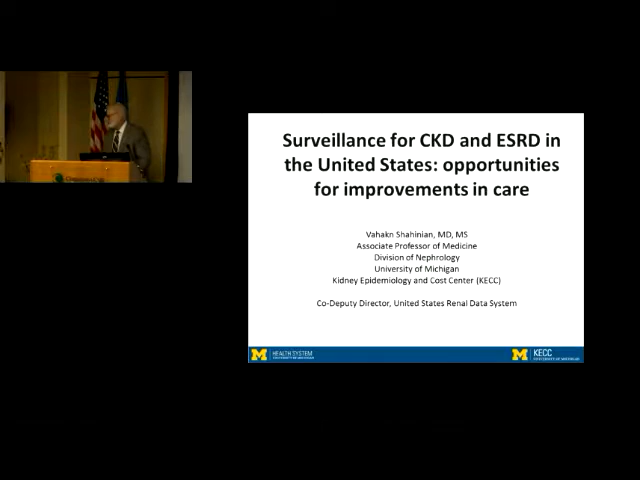 Surveillance for CKD and ESRD in
the United States: opportunities
for improvements in care
Vahakn Shahinian, MD, MS
Associate Professor of Medicine
Division of Nephrology
University of Michigan
Kidney Epidemiology and Cost Center (KECC)
Co-Deputy Director, United States Renal Data System
M HEALTH SYSTEM
M KECC